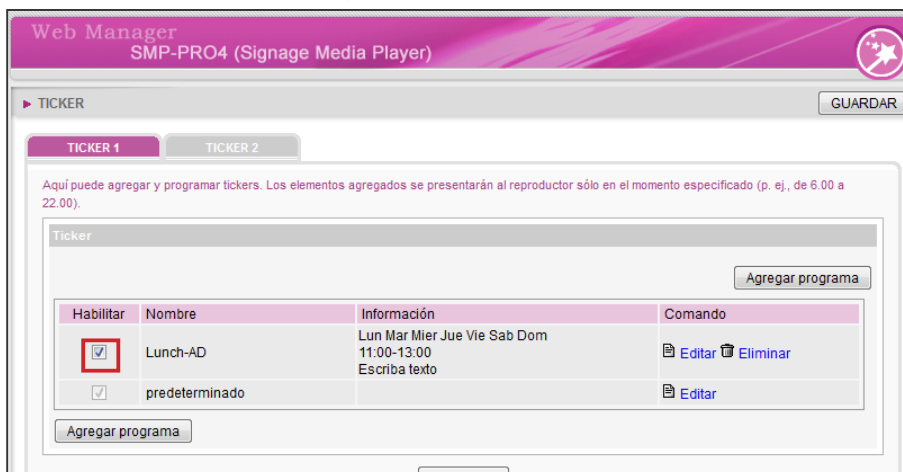 Web Manager
SMP-PRO4 (Signage Media Player)
TICKER
GUARDAR
TICKER 1
TICKER 2
Aquí puede agregar y programar tickers. Los elementos agregados se presentarán al reproductor sólo en el momento especificado (p. ej., de 6.00 a
22.00).
Ticker
Agregar programa
Habilitar Nombre Información Comando
Lunch-AD
Lun Mar Mier Jue Vie Sab Dom
11:00-13:00
Escriba texto
Editar Eliminar
predeterminado Editar
Agregar programa